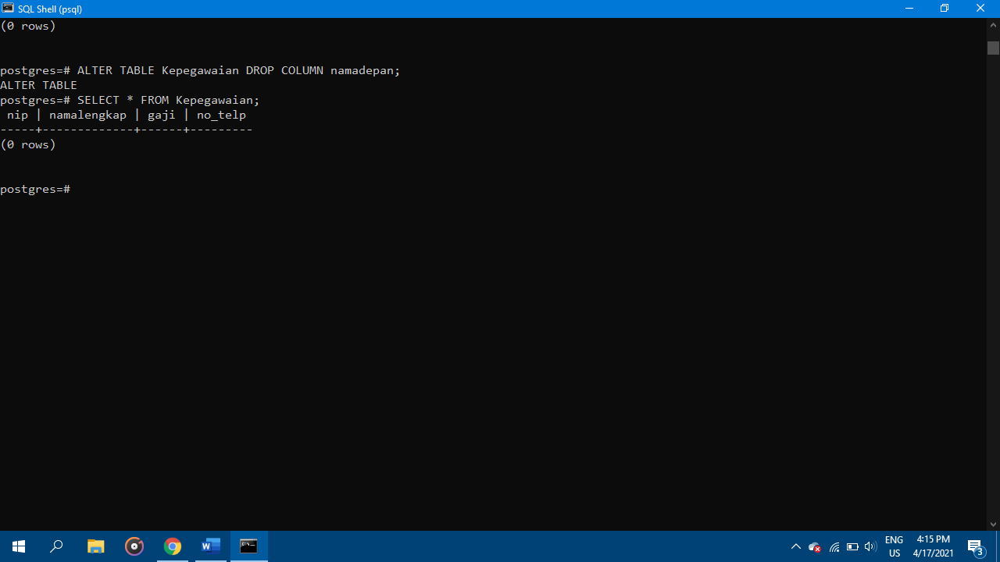 SQL Shell (psql)
(0 rows)
postgres=# ALTER TABLE Kepegawaian DROP COLUMN namadepan;
ALTER TABLE
postgres=# SELECT * FROM Kepegawaian;
 nip | namalengkap | gaji | no_telp
-----+-------------+------+---------
(0 rows)
postgres=#
ENG
US
4:15 PM
4/17/2021
3